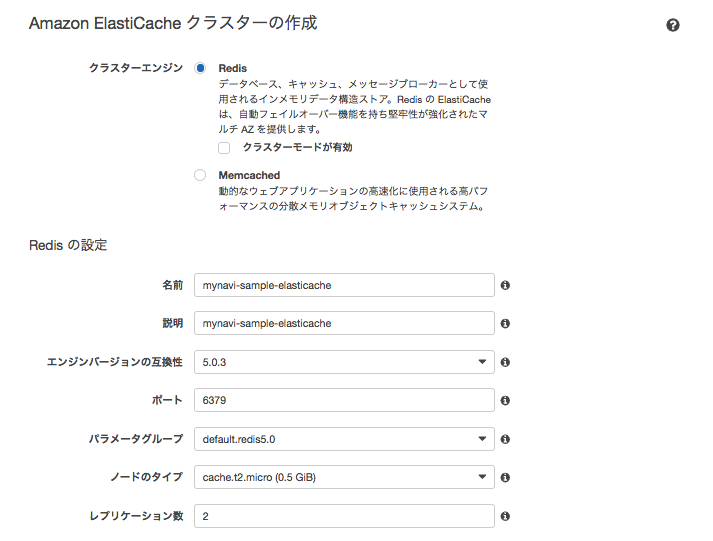 Amazon ElastiCache クラスターの作成
クラスターエンジン
Redis
データベース、キャッシュ、メッセージブローカーとして使
用されるインメモリデータ構造ストア。Redis の ElastiCache
は、自動フェイルオーバー機能を持ち堅牢性が強化されたマ
ルチ AZ を提供します。
クラスターモードが有効
Memcached
動的なウェブアプリケーションの高速化に使用される高パフ
ォーマンスの分散メモリオブジェクトキャッシュシステム。
Redis の設定
名前 mynavi-sample-elasticache
説明 mynavi-sample-elasticache
エンジンバージョンの互換性 5.0.3
ポート 6379
パラメータグループ default.redis5.0
ノードのタイプ cache.t2.micro (0.5 GiB)
レプリケーション数 2